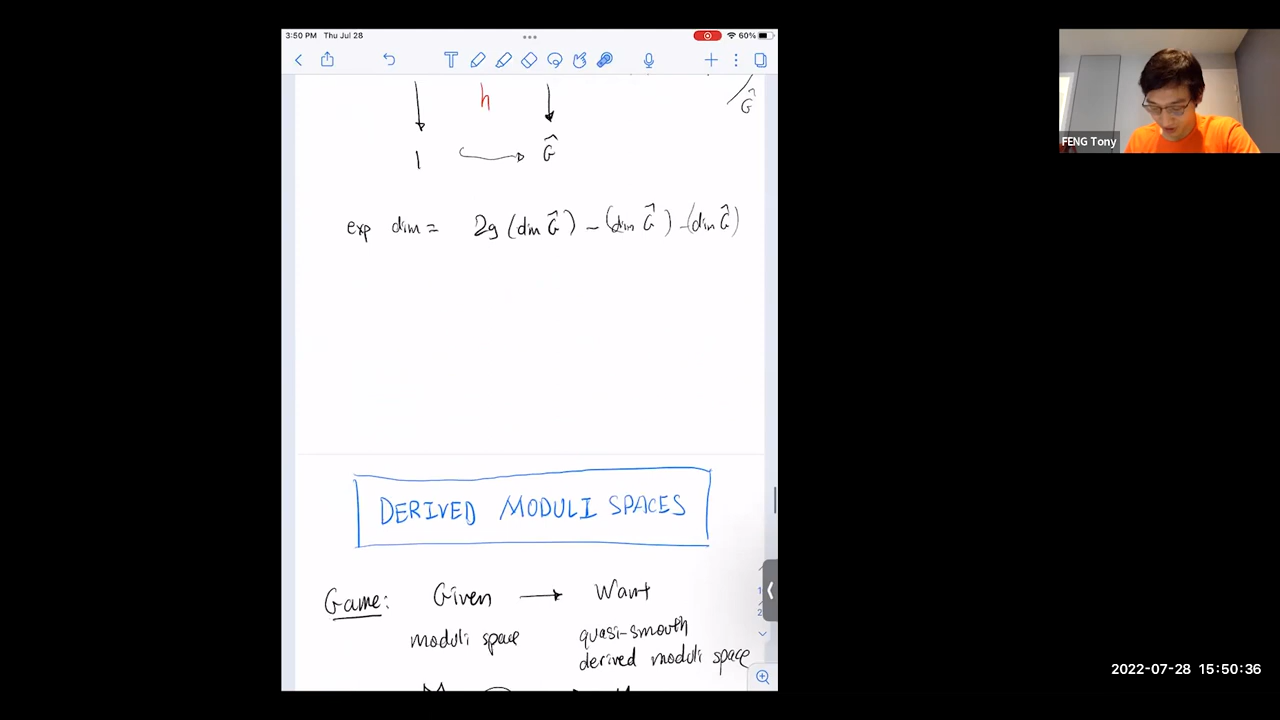 3:50 PM Thu Jul 28
60%
h
Ĝ
1
Ĝ
exp dim = 2g (dim Ĝ) - (dim Ĝ) - (dim Ĝ)
DERIVED MODULI SPACES
Game: Given → Want
moduli space
quasi-smooth
derived moduli space
FENG Tony
2022-07-28 15:50:36